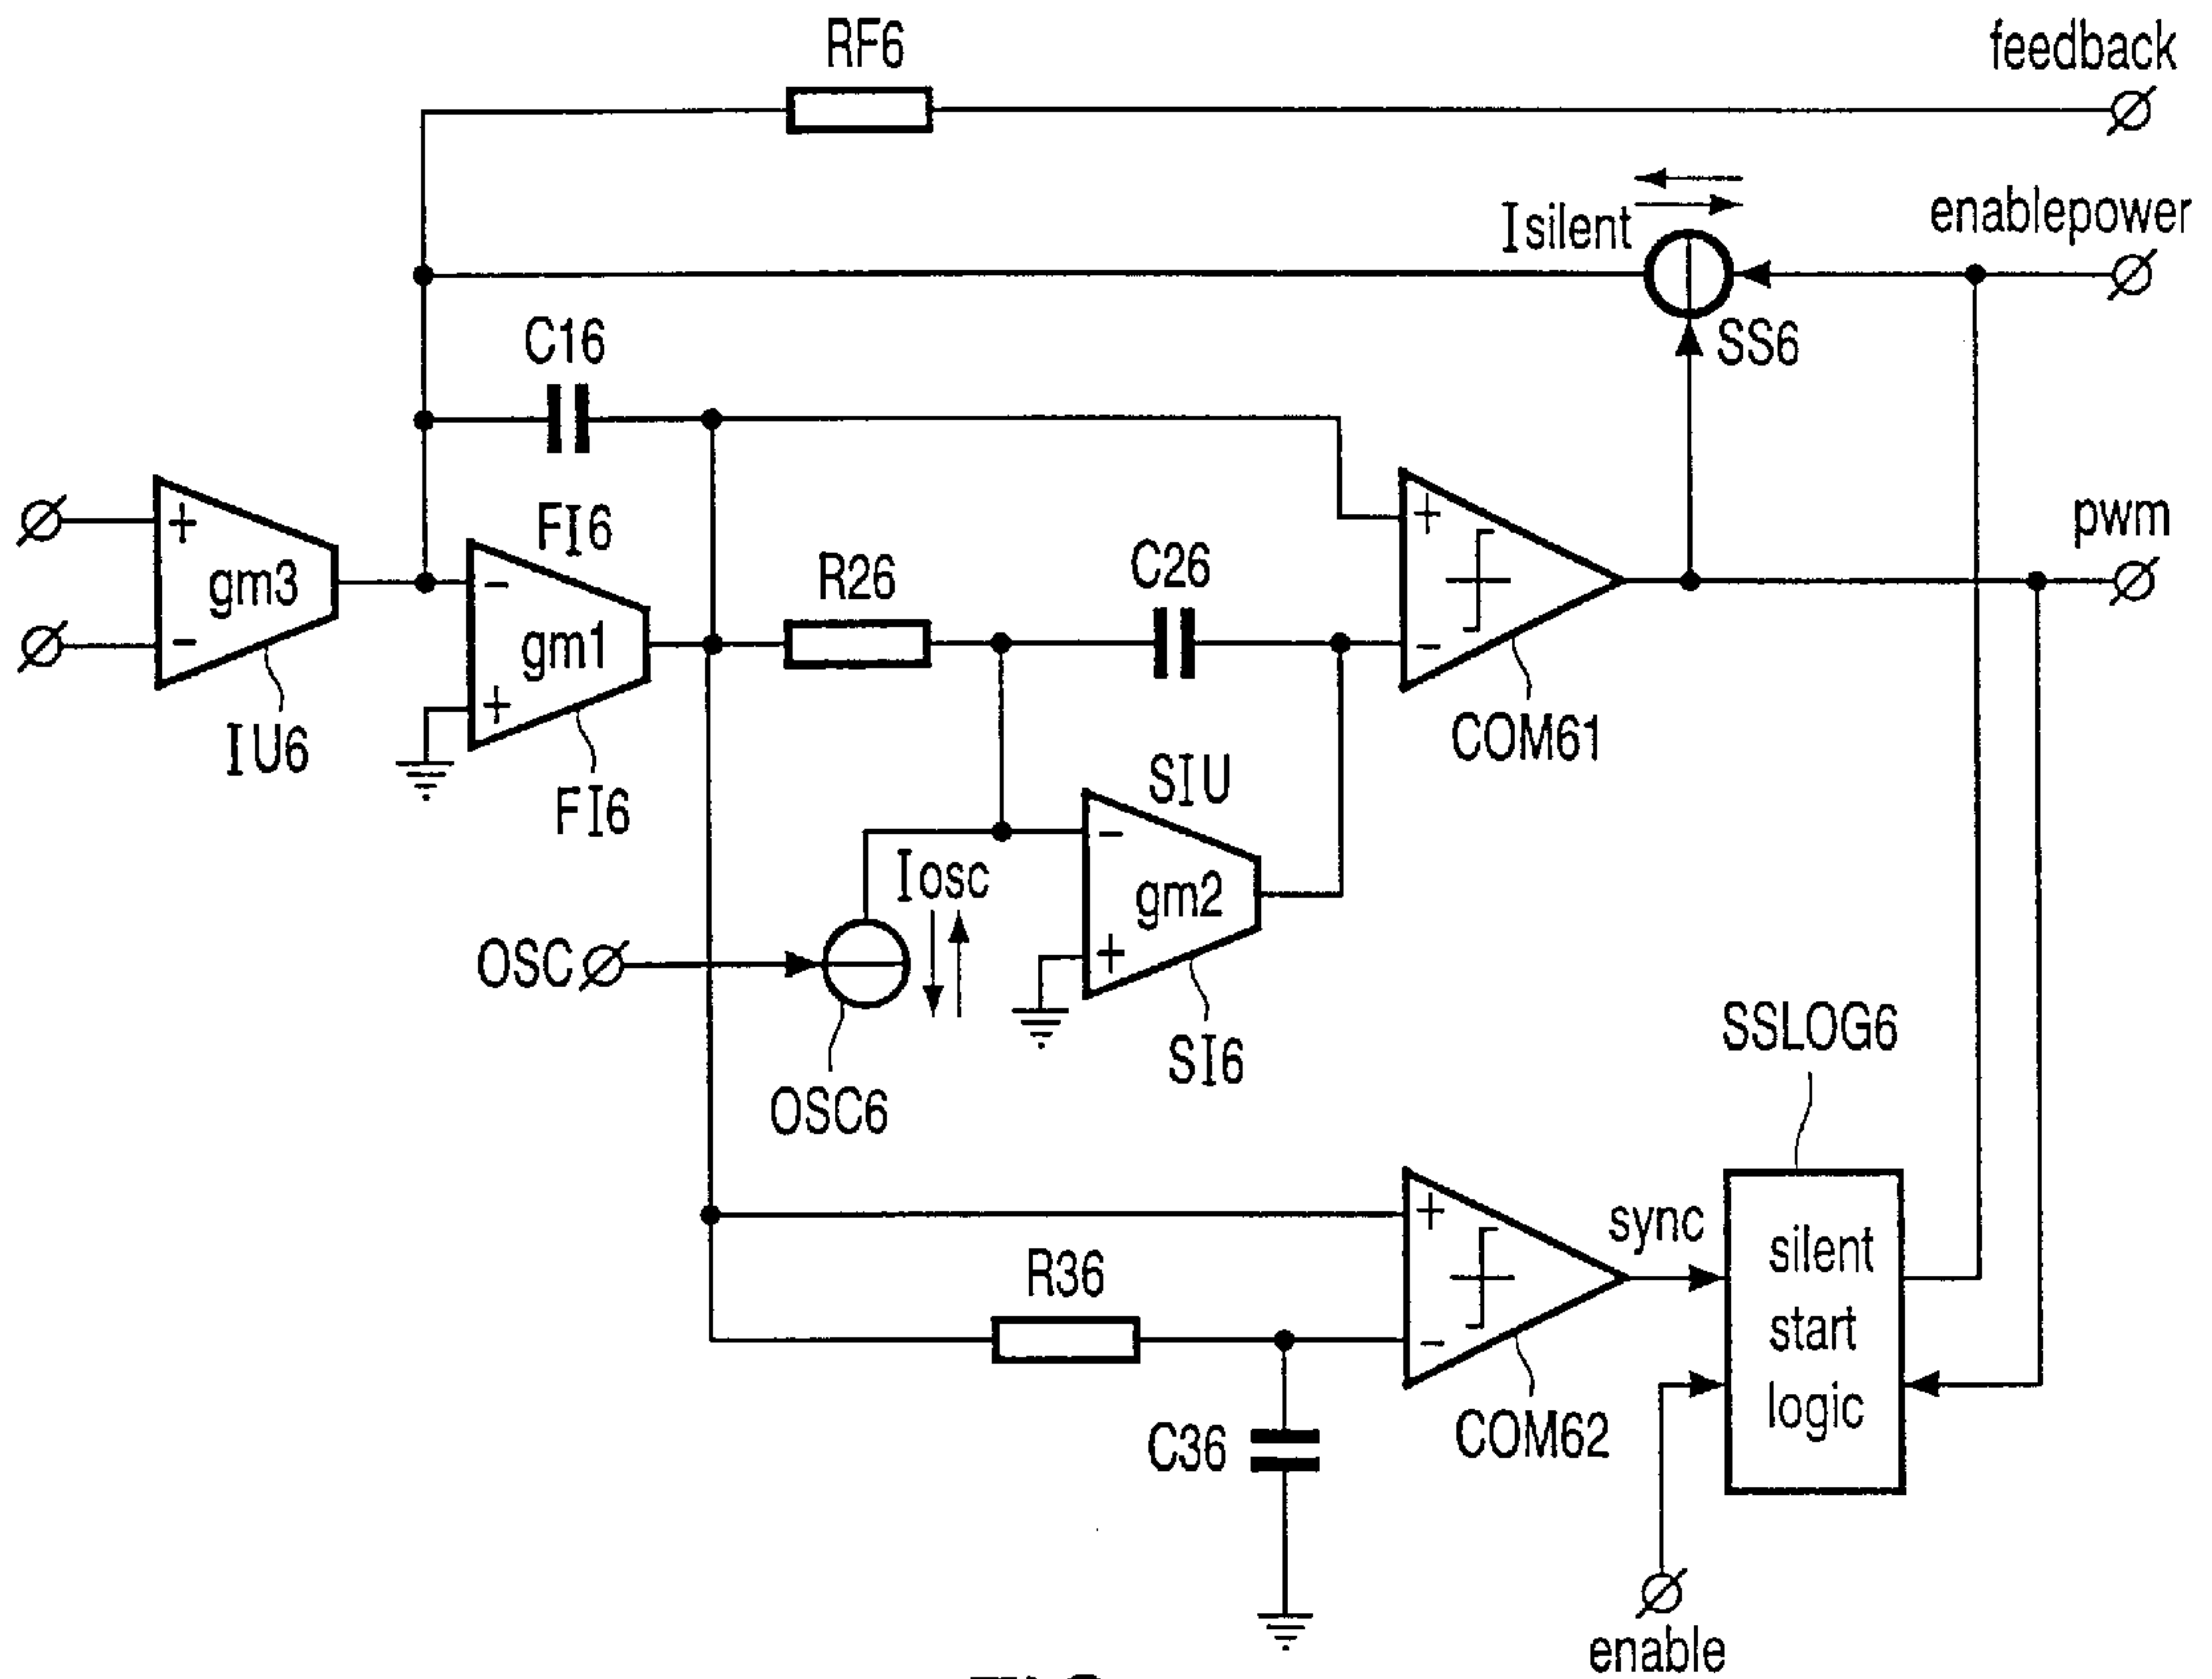 RF6
feedback
Isilent
enablepower
C16
SS6
+
-
gm3
IU6
FI6
-
gm1
+
FI6
R26
C26
+
-
COM61
pwm
SIU
Iosc
-
gm2
+
OSC
OSC6
SI6
SSLOG6
+
-
sync
silent
start
logic
R36
COM62
C36
enable